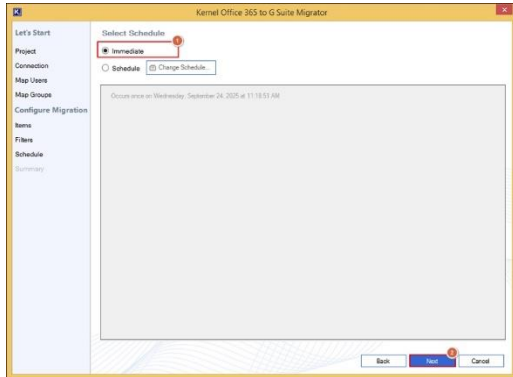 Kernel Office 365 to G Suite Migrator
Let's Start
Project
Connection
Map Users
Map Groups
Configure Migration
Items
Filters
Schedule
Summary
Select Schedule
1
Immediate
Schedule Change Schedule...
Occurs once on Wednesday, September 24, 2025 at 11:18:51 AM
Back Next Cancel